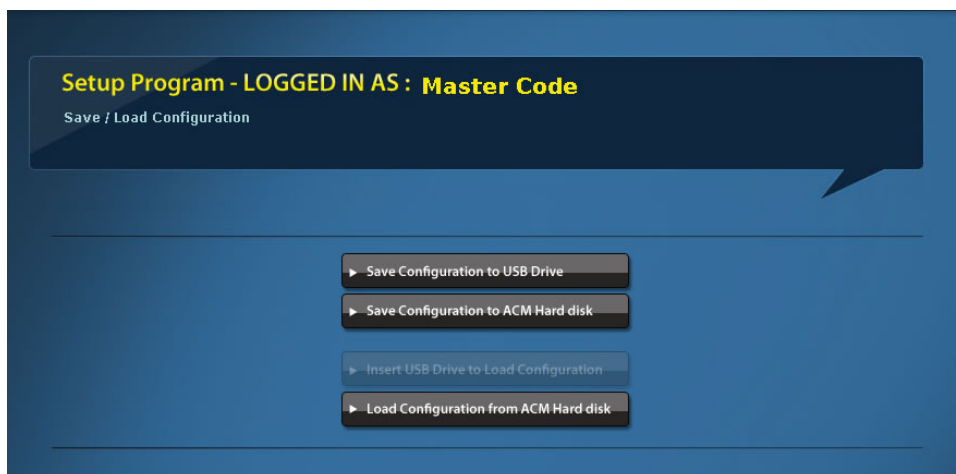 Setup Program - LOGGED IN AS : Master Code
Save / Load Configuration
Save Configuration to USB Drive
Save Configuration to ACM Hard disk
Insert USB Drive to Load Configuration
Load Configuration from ACM Hard disk